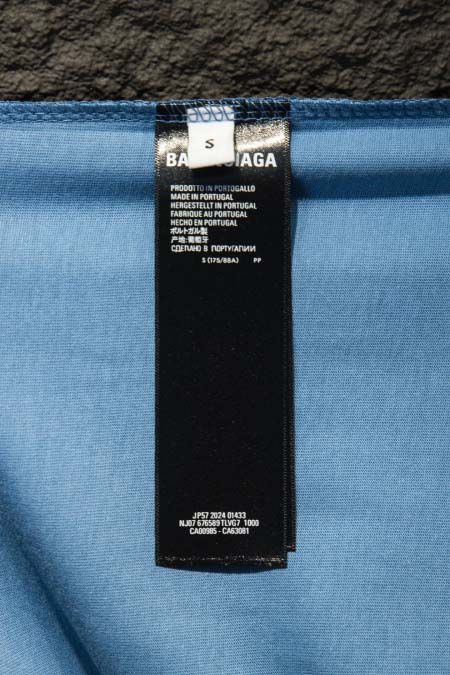 S
PRODOTTO IN PORTOGALLO
MADE IN PORTUGAL
HERGESTELLT IN PORTUGAL
FABRIQUE AU PORTUGAL
HECHO EN PORTUGAL
ポルトガル製
产地:葡萄牙
СДЕЛАНО В ПОРТУГАЛИИ
S (175/88A) PP
JP57 2024 01433
NJ07 676589TLVG7 1000
CA00985 - CA63081